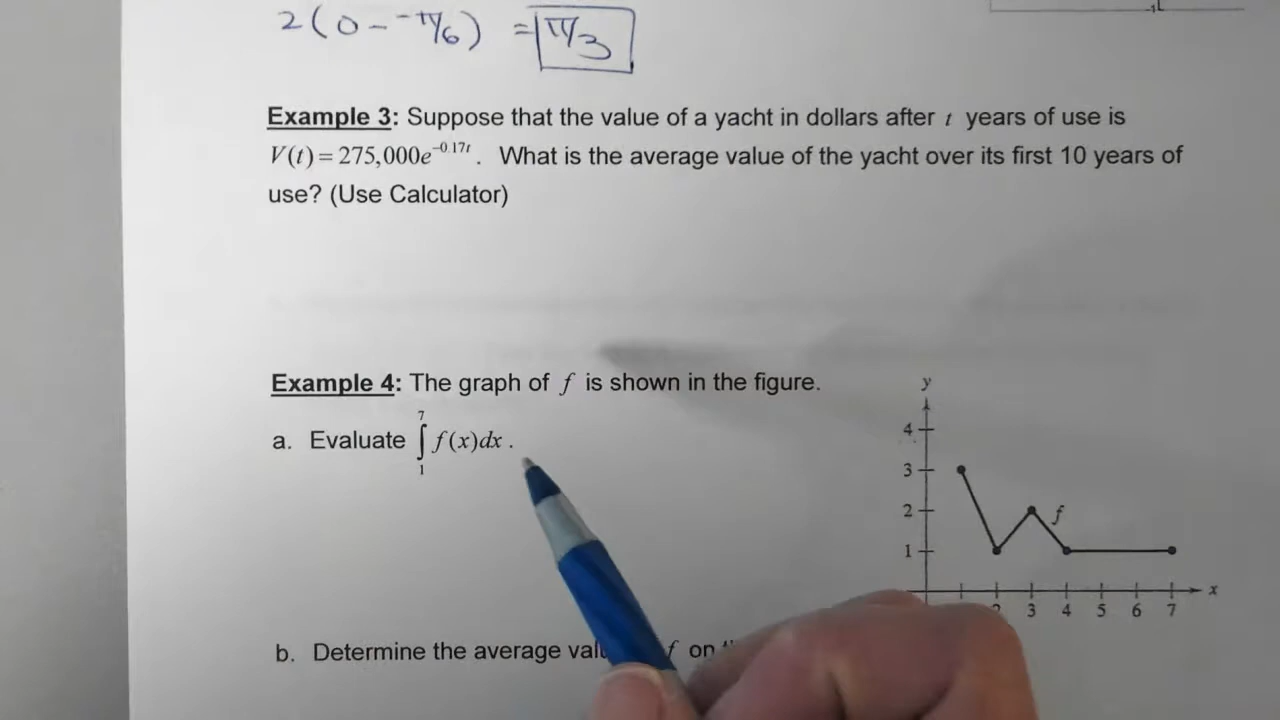 2(0 - -π/6) = π/3
-1
Example 3: Suppose that the value of a yacht in dollars after t years of use is
V(t) = 275,000e^{-0.17t}. What is the average value of the yacht over its first 10 years of
use? (Use Calculator)
Example 4: The graph of f is shown in the figure.
a. Evaluate ∫_1^7 f(x)dx.
y
4
3
2
1
f
x
3 4 5 6 7
b. Determine the average f on